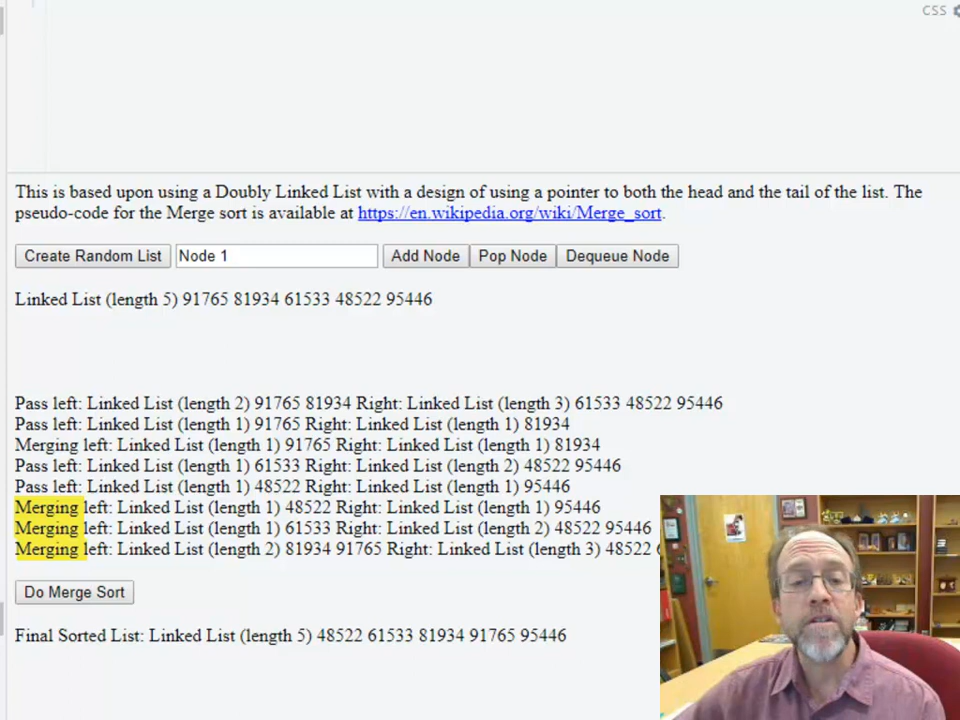 CSS
This is based upon using a Doubly Linked List with a design of using a pointer to both the head and the tail of the list. The
pseudo-code for the Merge sort is available at https://en.wikipedia.org/wiki/Merge_sort.
Create Random List Node 1 Add Node Pop Node Dequeue Node
Linked List (length 5) 91765 81934 61533 48522 95446
Pass left: Linked List (length 2) 91765 81934 Right: Linked List (length 3) 61533 48522 95446
Pass left: Linked List (length 1) 91765 Right: Linked List (length 1) 81934
Merging left: Linked List (length 1) 91765 Right: Linked List (length 1) 81934
Pass left: Linked List (length 1) 61533 Right: Linked List (length 2) 48522 95446
Pass left: Linked List (length 1) 48522 Right: Linked List (length 1) 95446
Merging left: Linked List (length 1) 48522 Right: Linked List (length 1) 95446
Merging left: Linked List (length 1) 61533 Right: Linked List (length 2) 48522 95446
Merging left: Linked List (length 2) 81934 91765 Right: Linked List (length 3) 48522
Do Merge Sort
Final Sorted List: Linked List (length 5) 48522 61533 81934 91765 95446